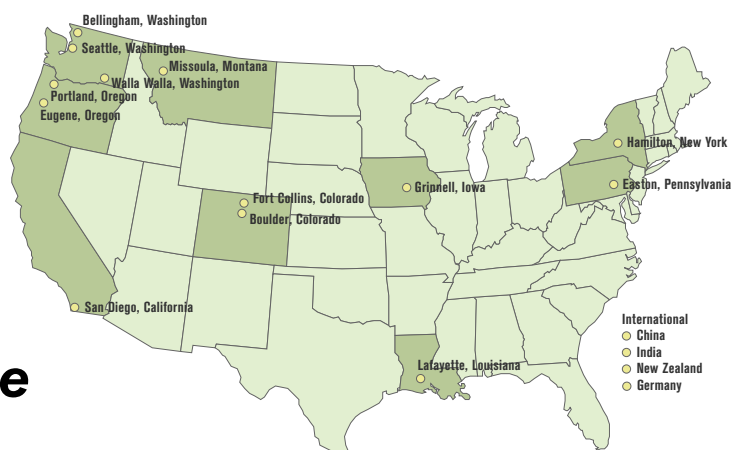 Bellingham, Washington
Seattle, Washington
Missoula, Montana
Walla Walla, Washington
Portland, Oregon
Eugene, Oregon
Hamilton, New York
Easton, Pennsylvania
Grinnell, Iowa
Fort Collins, Colorado
Boulder, Colorado
San Diego, California
Lafayette, Louisiana
International
China
India
New Zealand
Germany
e